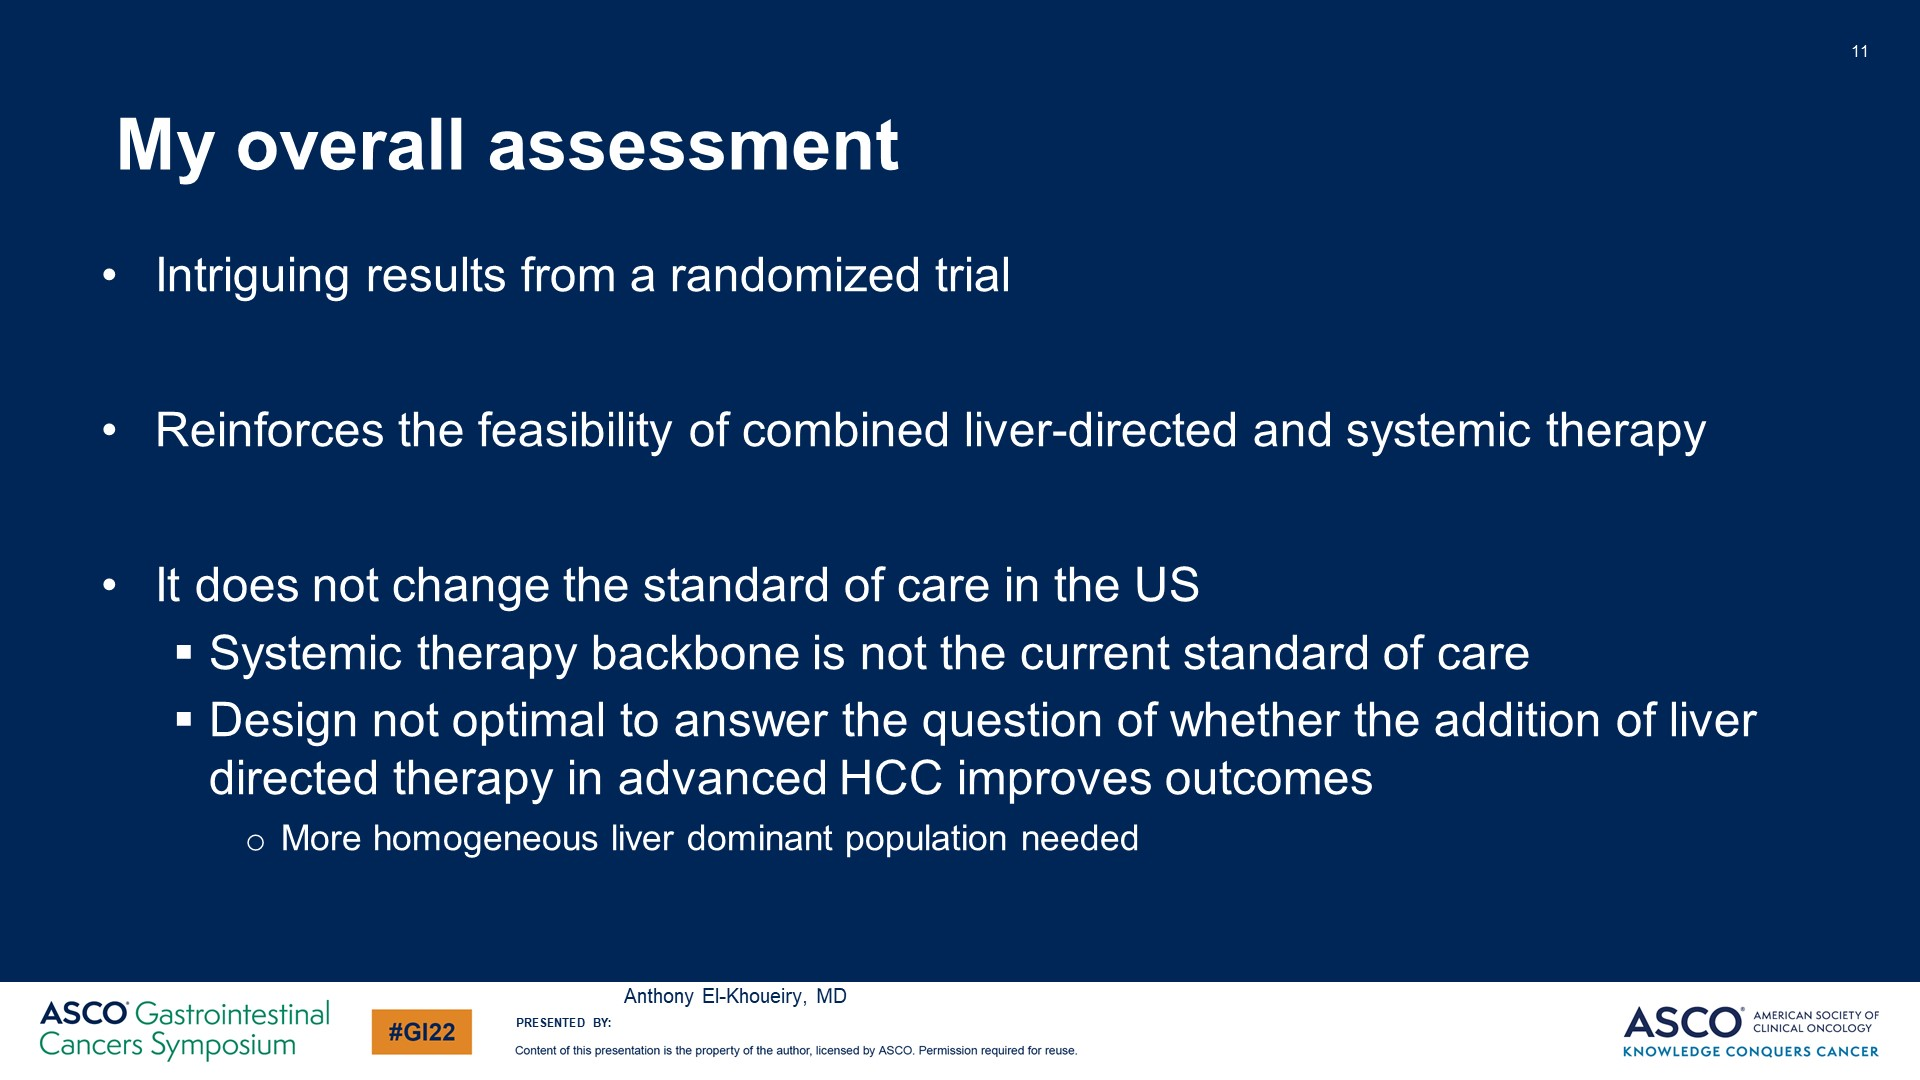 11
My overall assessment
• Intriguing results from a randomized trial
• Reinforces the feasibility of combined liver-directed and systemic therapy
• It does not change the standard of care in the US
▪ Systemic therapy backbone is not the current standard of care
▪ Design not optimal to answer the question of whether the addition of liver
directed therapy in advanced HCC improves outcomes
o More homogeneous liver dominant population needed
ASCO® Gastrointestinal
Cancers Symposium
#GI22
Anthony El-Khoueiry, MD
PRESENTED BY:
Content of this presentation is the property of the author, licensed by ASCO. Permission required for reuse.
ASCO® AMERICAN SOCIETY OF
CLINICAL ONCOLOGY
KNOWLEDGE CONQUERS CANCER